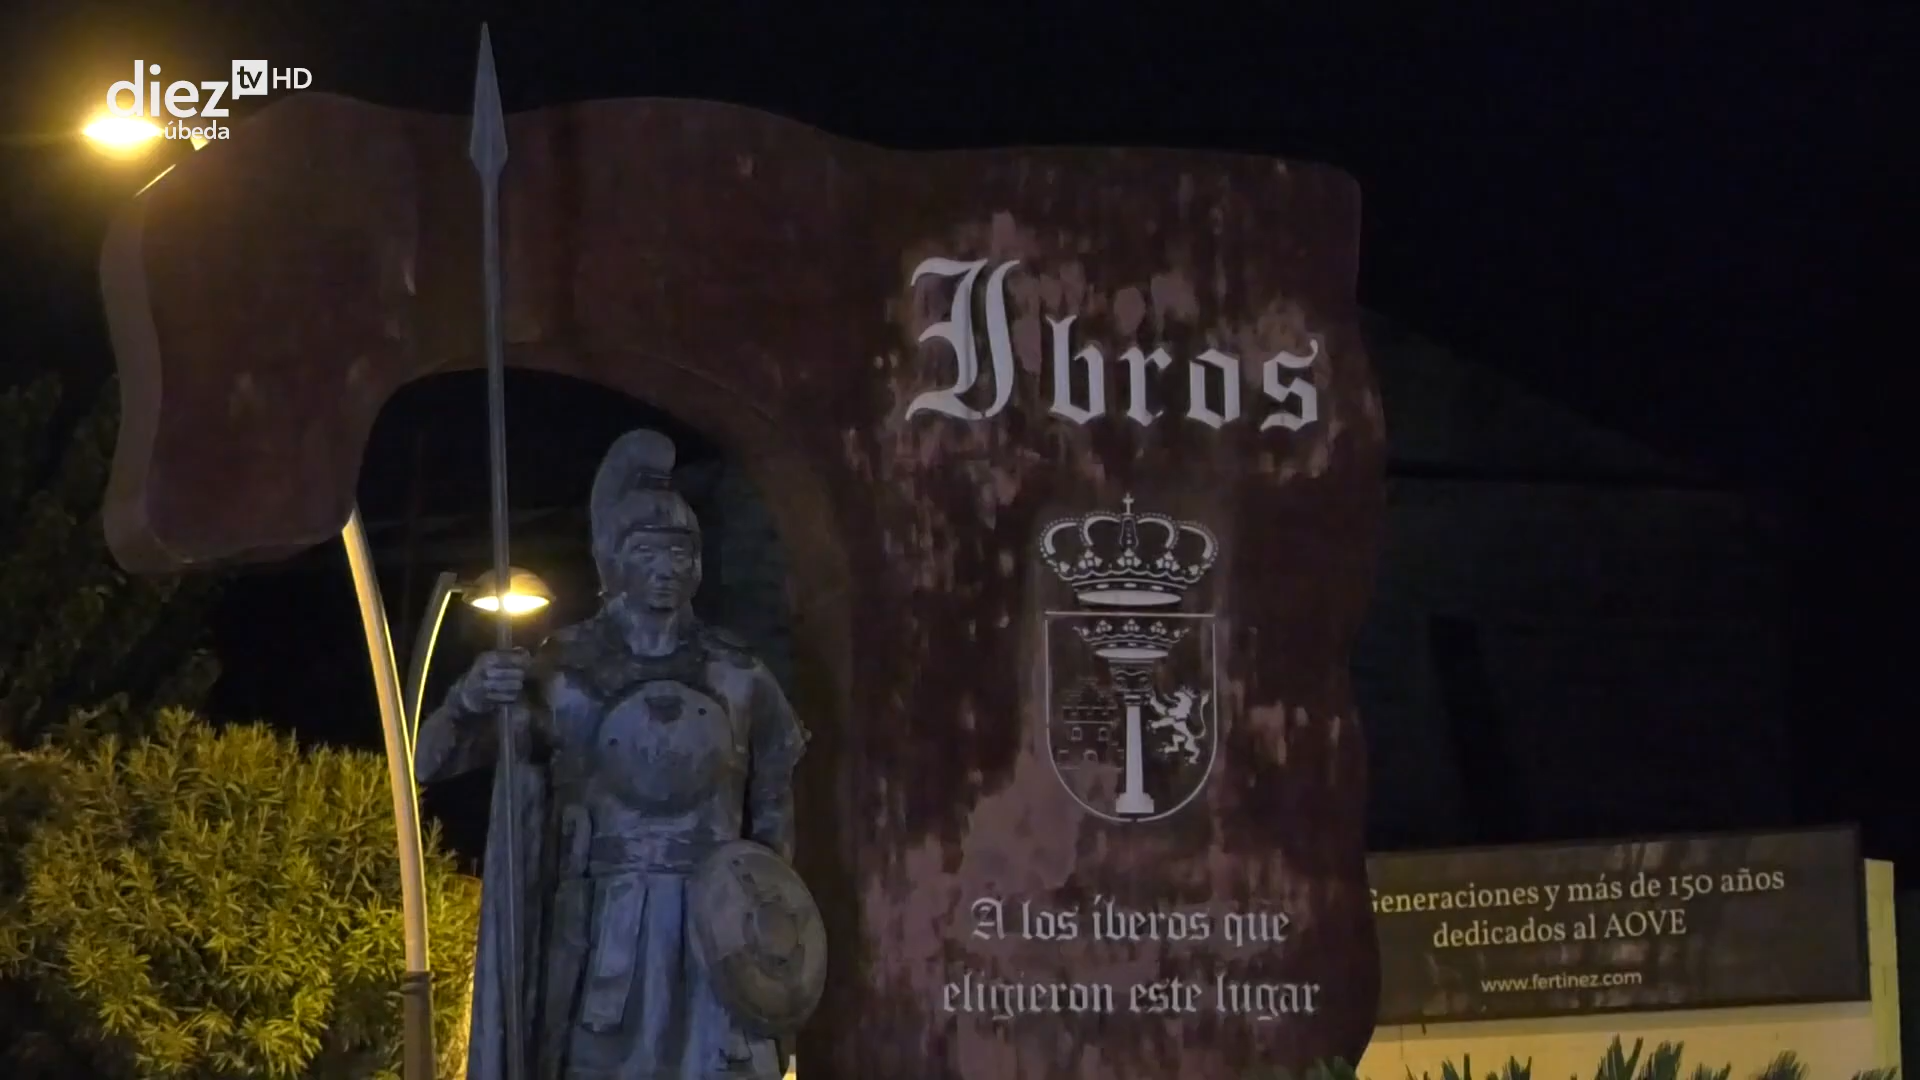 diez tv HD
úbeda
Ibros
A los íberos que
eligieron este lugar
Generaciones y más de 150 años
dedicados al AOVE
www.fertinez.com